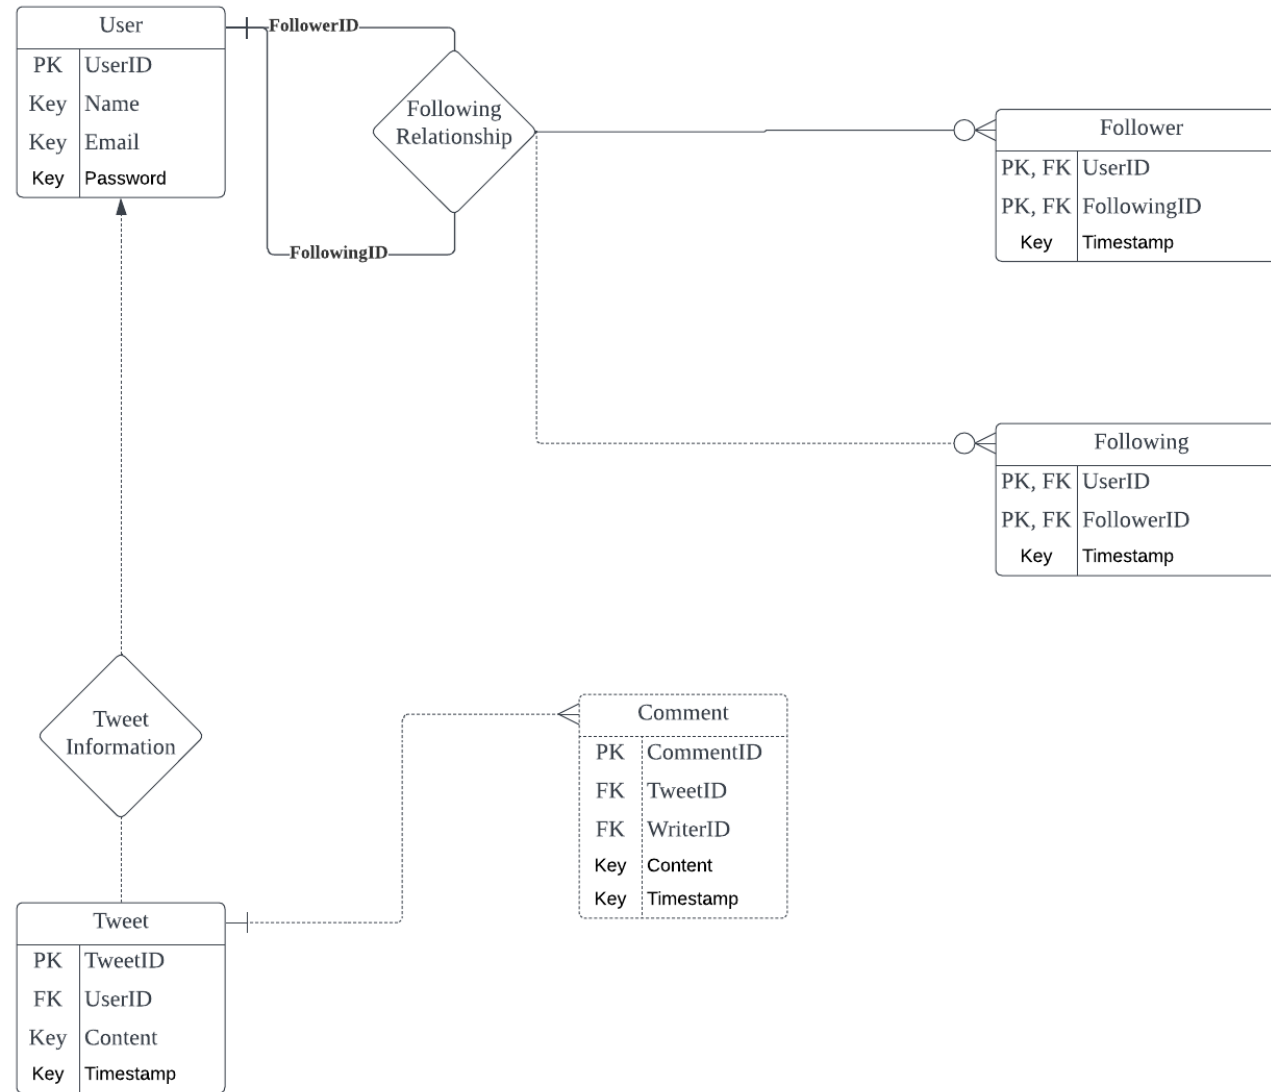 User
PK UserID
Key Name
Key Email
Key Password
FollowerID
Following
Relationship
FollowingID
Follower
PK, FK UserID
PK, FK FollowingID
Key Timestamp
Following
PK, FK UserID
PK, FK FollowerID
Key Timestamp
Tweet
Information
Comment
PK CommentID
FK TweetID
FK WriterID
Key Content
Key Timestamp
Tweet
PK TweetID
FK UserID
Key Content
Key Timestamp